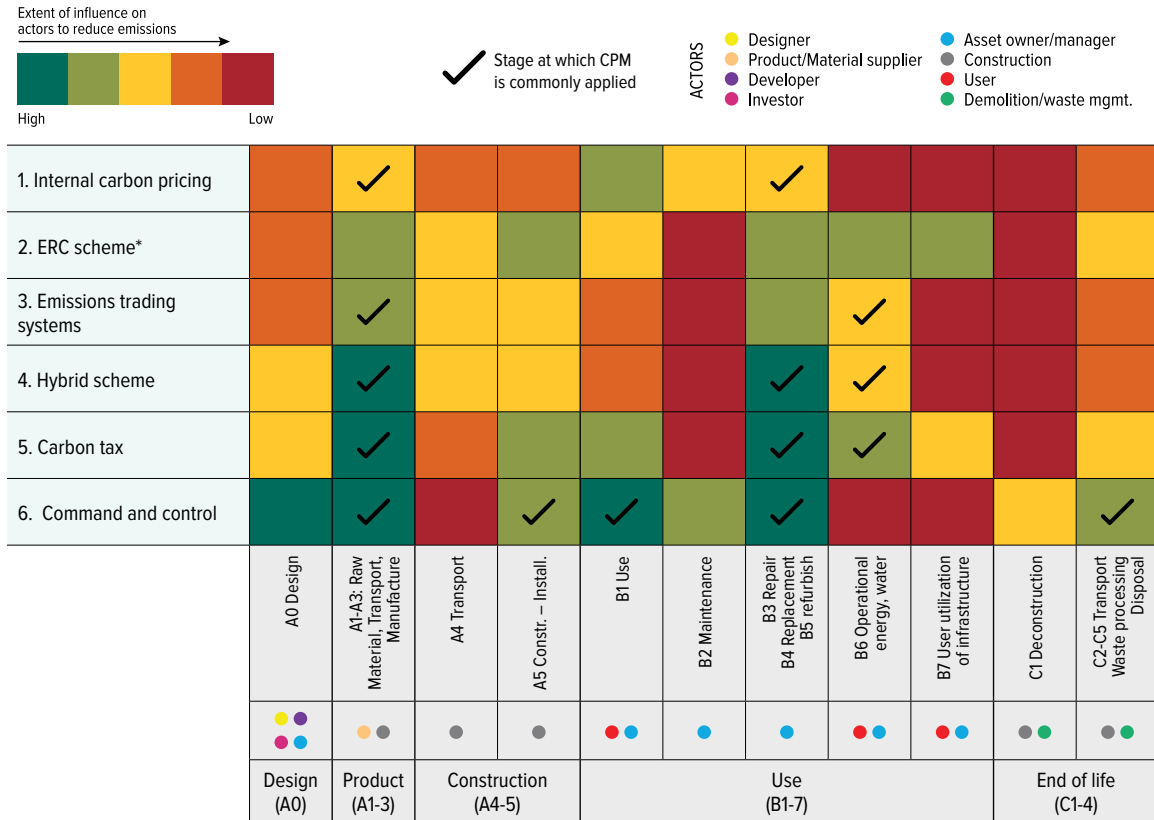 Extent of influence on
actors to reduce emissions
High
Low
Stage at which CPM
is commonly applied
ACTORS
Designer
Product/Material supplier
Developer
Investor
Asset owner/manager
Construction
User
Demolition/waste mgmt.
1. Internal carbon pricing
2. ERC scheme*
3. Emissions trading
systems
4. Hybrid scheme
5. Carbon tax
6. Command and control
A0 Design
A1-A3: Raw
Material, Transport,
Manufacture
A4 Transport
A5 Constr. – Install.
B1 Use
B2 Maintenance
B3 Repair
B4 Replacement
B5 refurbish
B6 Operational
energy, water
B7 User utilization
of infrastructure
C1 Deconstruction
C2-C5 Transport
Waste processing
Disposal
Design
(A0)
Product
(A1-3)
Construction
(A4-5)
Use
(B1-7)
End of life
(C1-4)